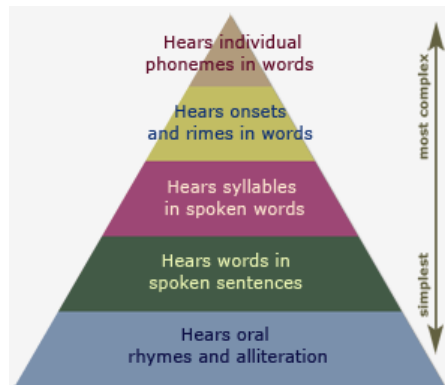 Hears individual
phonemes in words
Hears onsets
and rimes in words
Hears syllables
in spoken words
Hears words in
spoken sentences
Hears oral
rhymes and alliteration
most complex
simplest